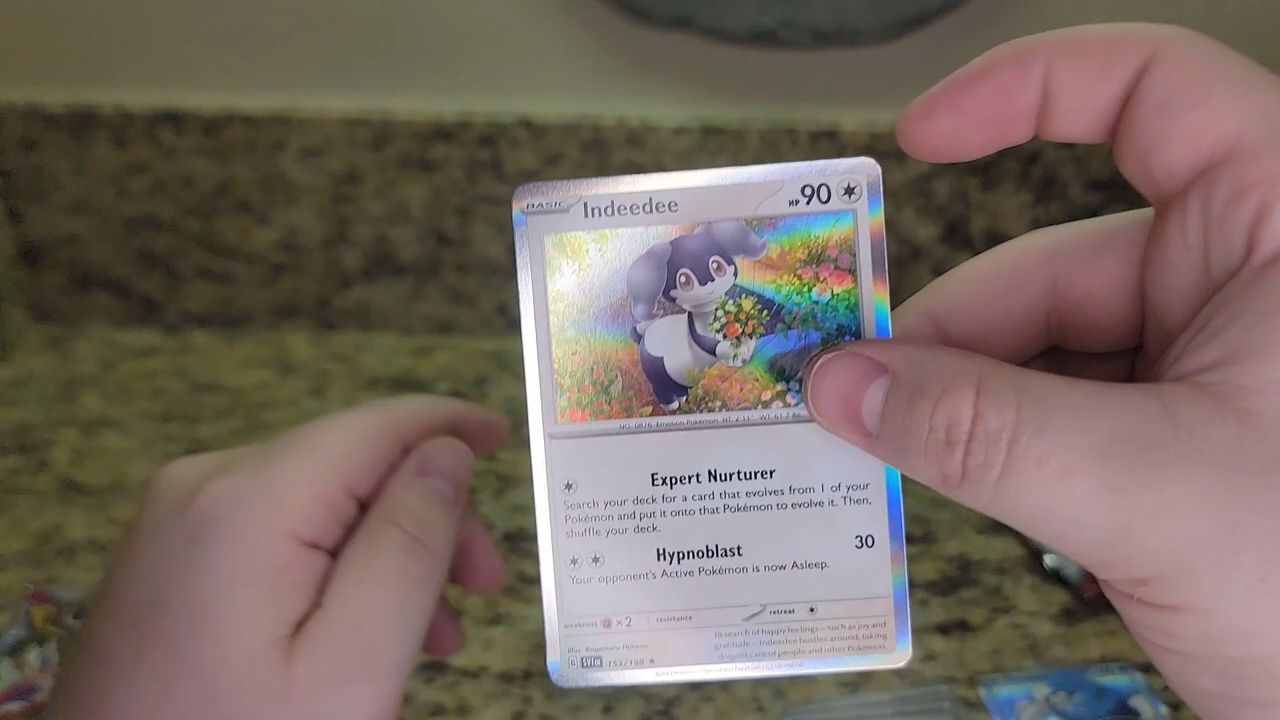 BASIC Indeedee HP 90
NO. 0876 Emotion Pokémon HT: 2'11" WT: 61.7 lbs.
Expert Nurturer
Search your deck for a card that evolves from 1 of your
Pokémon and put it onto that Pokémon to evolve it. Then,
shuffle your deck.
Hypnoblast 30
Your opponent's Active Pokémon is now Asleep.
weakness ×2 resistance retreat
In search of happy feelings—such as joy and
gratitude—Indeedee bustles around, taking
diligent care of people and other Pokémon.
Illus. Kagemaru Himeno
G SVI EN 153/198 ★